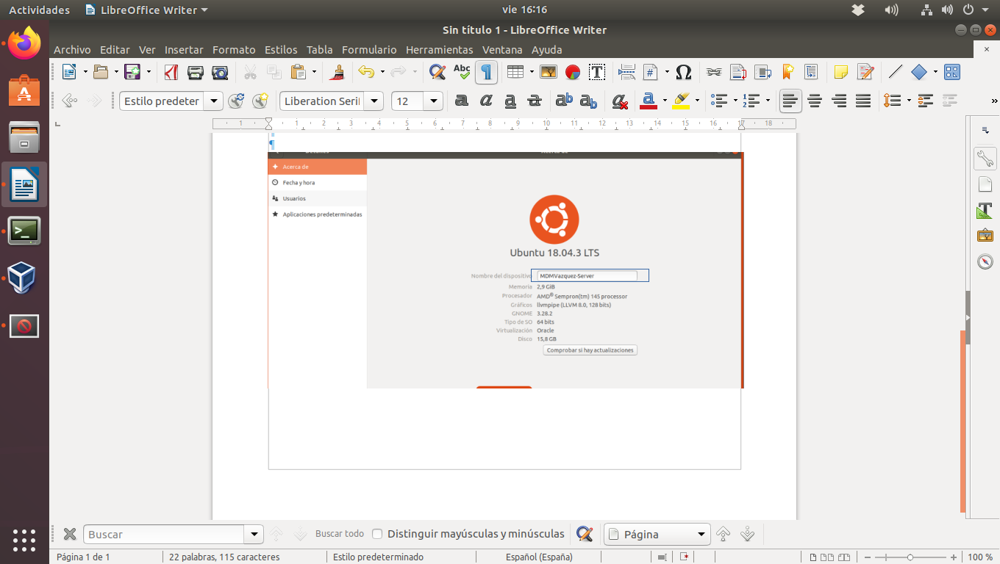 Actividades LibreOffice Writer vie 16:16
Sin título 1 - LibreOffice Writer
Archivo Editar Ver Insertar Formato Estilos Tabla Formulario Herramientas Ventana Ayuda
Abc
Estilo predeter Liberation Seri 12
1 1 2 3 4 5 6 7 8 9 10 11 12 13 14 15 16 17 18
¶
Acerca de
Fecha y hora
Usuarios
Aplicaciones predeterminadas
Ubuntu 18.04.3 LTS
Nombre del dispositivo MDMVazquez-Server
Memoria 2,9 GiB
Procesador AMD® Sempron(tm) 145 processor
Gráficos llvmpipe (LLVM 8.0, 128 bits)
GNOME 3.28.2
Tipo de SO 64 bits
Virtualización Oracle
Disco 15,8 GB
Comprobar si hay actualizaciones
Buscar Buscar todo Distinguir mayúsculas y minúsculas Página
Página 1 de 1 22 palabras, 115 caracteres Estilo predeterminado Español (España) 100 %